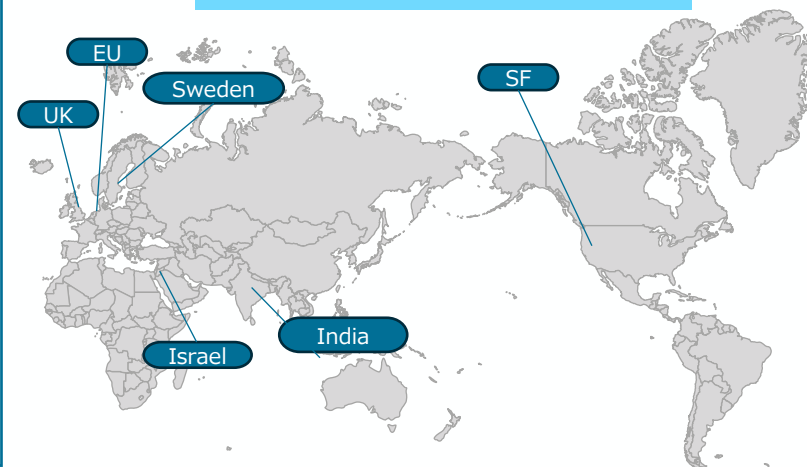 EU
Sweden
SF
UK
India
Israel